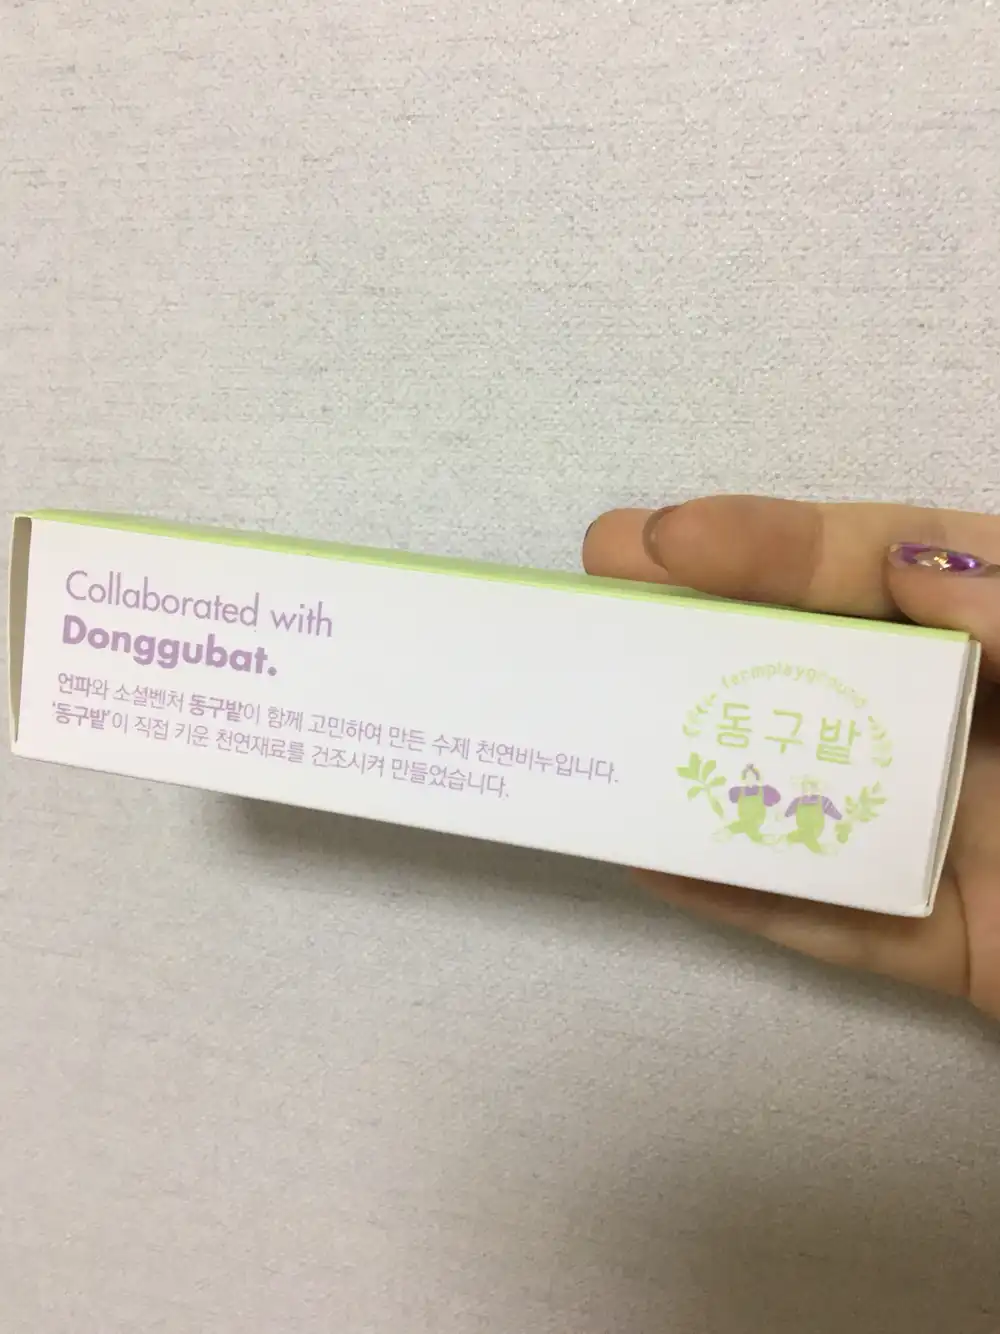 Collaborated with
Donggubat.
언파와 소셜벤처 동구밭이 함께 고민하여 만든 수제 천연비누입니다.
'동구밭'이 직접 키운 천연재료를 건조시켜 만들었습니다.
farmplayground
동구밭